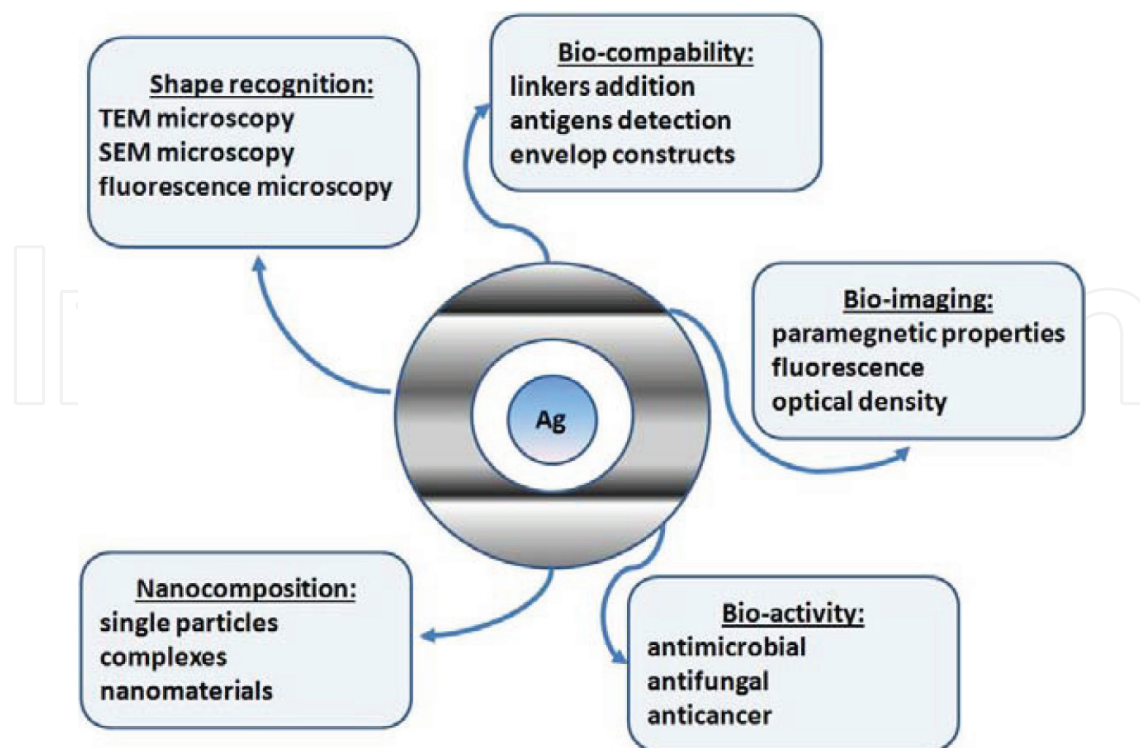 Shape recognition:
TEM microscopy
SEM microscopy
fluorescence microscopy
Bio-compability:
linkers addition
antigens detection
envelop constructs
Bio-imaging:
paramegnetic properties
fluorescence
optical density
Ag
Nanocomposition:
single particles
complexes
nanomaterials
Bio-activity:
antimicrobial
antifungal
anticancer